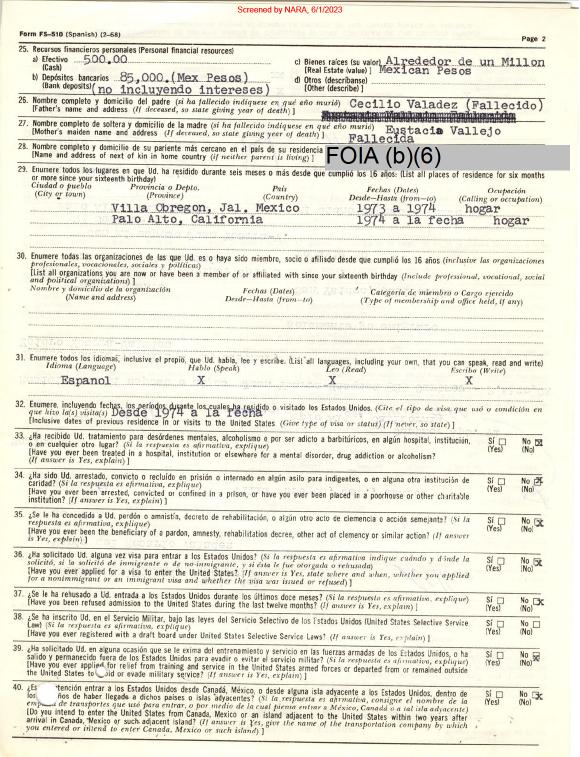 Screened by NARA, 6/1/2023
Form FS-510 (Spanish) (2-68)
Page 2
25. Recursos financieros personales (Personal financial resources)
a) Efectivo 500.00
(Cash)
c) Bienes raíces (su valor) Alrededor de un Millon
(Real Estate (value) ] Mexican Pesos
b) Depósitos bancarios 85,000.(Mex Pesos)
(Bank deposits) (no incluyendo intereses)
d) Otros (descríbanse)
[Other (describe) ]
26. Nombre completo y domicilio del padre (si ha fallecido indíquese en qué año murió) Cecilio Valadez (Fallecido)
[Father's name and address (If deceased, so state giving year of death) ]
27. Nombre completo de soltera y domicilio de la madre (si ha fallecido indíquese en qué año murió) Eustacia Vallejo
[Mother's maiden name and address (If deceased, so state giving year of death) ] Fallecida
28. Nombre completo y domicilio de su pariente más cercano en el país de su residencia FOIA (b)(6)
[Name and address of next of kin in home country (if neither parent is living) ]
29. Enumere todos los lugares en que Ud. ha residido durante seis meses o más desde que cumplió los 16 años: (List all places of residence for six months
or more since your sixteenth birthday)
Ciudad o pueblo Provincia o Depto. País Fechas (Dates) Ocupación
(City or town) (Province) (Country) Desde-Hasta (from-to) (Calling or occupation)
Villa Obregon, Jal. Mexico 1973 a 1974 hogar
Palo Alto, California 1974 a la fecha hogar
30. Enumere todas las organizaciones de las que Ud. es o haya sido miembro, socio o afiliado desde que cumplió los 16 años (inclusive las organizaciones
profesionales, vocacionales, sociales y políticas)
[List all organizations you are now or have been a member of or affiliated with since your sixteenth birthday (Include professional, vocational, social
and political organizations) ]
Nombre y domicilio de la organización Fechas (Dates) Categoría de miembro o Cargo ejercido
(Name and address) Desde-Hasta (from-to) (Type of membership and office held, if any)
31. Enumere todos los idiomas, inclusive el propio, que Ud. habla, lee y escribe. (List all languages, including your own, that you can speak, read and write)
Idioma (Language) Hablo (Speak) Leo (Read) Escribo (Write)
Espanol X X X
32. Enumere, incluyendo fechas, los períodos durante los cuales ha residido o visitado los Estados Unidos. (Cite el tipo de visa que usó o condición en
que hizo la(s) visita(s) Desde 1974 a la fecha
[Inclusive dates of previous residence in or visits to the United States (Give type of visa or status) (If never, so state) ]
33. ¿Ha recibido Ud. tratamiento para desórdenes mentales, alcoholismo o por ser adicto a barbitúricos, en algún hospital, institución,
o en cualquier otro lugar? (Si la respuesta es afirmativa, explique)
[Have you ever been treated in a hospital, institution or elsewhere for a mental disorder, drug addiction or alcoholism?
(If answer is Yes, explain) ]
Sí (Yes) No X (No)
34. ¿Ha sido Ud. arrestado, convicto o recluído en prisión o internado en algún asilo para indigentes, o en alguna otra institución de
caridad? (Si la respuesta es afirmativa, explique)
[Have you ever been arrested, convicted or confined in a prison, or have you ever been placed in a poorhouse or other charitable
institution? (If answer is Yes, explain) ]
Sí (Yes) No X (No)
35. ¿Se le ha concedido a Ud. perdón o amnistía, decreto de rehabilitación, o algún otro acto de clemencia o acción semejante? (Si la
respuesta es afirmativa, explique)
[Have you ever been the beneficiary of a pardon, amnesty, rehabilitation decree, other act of clemency or similar action? (If answer
is Yes, explain) ]
Sí (Yes) No X (No)
36. ¿Ha solicitado Ud. alguna vez visa para entrar a los Estados Unidos? (Si la respuesta es afirmativa indique cuándo y dónde la
solicitó, si la solicitó de inmigrante o de no-inmigrante, y si ésta le fue otorgada o rehusada)
[Have you ever applied for a visa to enter the United States? (If answer is Yes, state where and when, whether you applied
for a nonimmigrant or an immigrant visa and whether the visa was issued or refused) ]
Sí (Yes) No X (No)
37. ¿Se le ha rehusado a Ud. entrada a los Estados Unidos durante los últimos doce meses? (Si la respuesta es afirmativa, explique)
[Have you been refused admission to the United States during the last twelve months? (If answer is Yes, explain) ]
Sí (Yes) No X (No)
38. ¿Se ha inscrito Ud. en el Servicio Militar, bajo las leyes del Servicio Selectivo de los Estados Unidos (United States Selective Service
Law) (Si la respuesta es afirmativa, explique)
[Have you ever registered with a draft board under United States Selective Service Laws? (If answer is Yes, explain) ]
Sí (Yes) No (No)
39. ¿Ha solicitado Ud. en alguna ocasión que se le exima del entrenamiento y servicio en las fuerzas armadas de los Estados Unidos, o ha
salido y permanecido fuera de los Estados Unidos para evadir o evitar el servicio militar? (Si la respuesta es afirmativa, explique)
[Have you ever applied for relief from training and service in the United States armed forces or departed from or remained outside
the United States to avoid or evade military service? (If answer is Yes, explain) ]
Sí (Yes) No X (No)
40. intención entrar a los Estados Unidos desde Canadá, México, o desde alguna isla adyacente a los Estados Unidos, dentro de
los años de haber llegado a dichos países o islas adyacentes? (Si la respuesta es afirmativa, consigne el nombre de la
de transportes que usó para entrar, o por medio de la cual piensa entrar a México, Canadá o a tal isla adyacente)
[Do you intend to enter the United States from Canada, Mexico or an island adjacent to the United States within two years after
arrival in Canada, Mexico or such adjacent island? (If answer is Yes, give the name of the transportation company by which
you entered or intend to enter Canada, Mexico or such island) ]
Sí (Yes) No X (No)